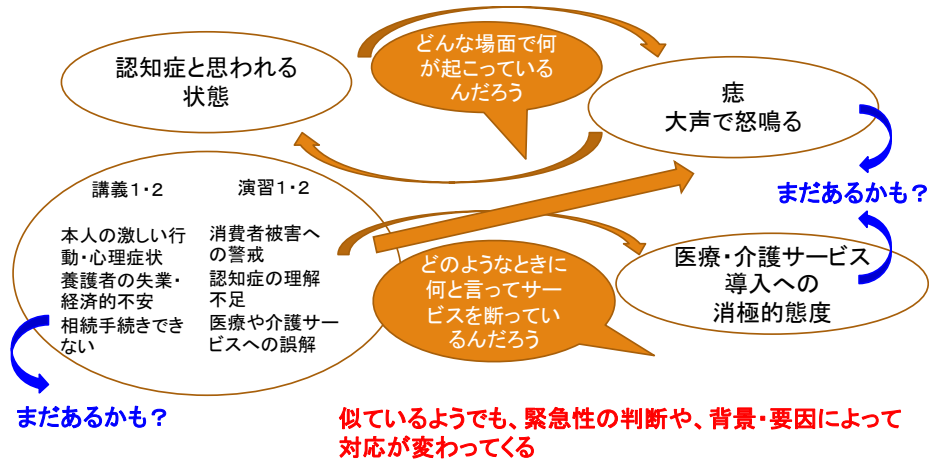 認知症と思われる
状態
どんな場面で何
が起こっている
んだろう
痣
大声で怒鳴る
まだあるかも？
講義１・２
本人の激しい行
動・心理症状
養護者の失業・
経済的不安
相続手続きでき
ない
演習１・２
消費者被害へ
の警戒
認知症の理解
不足
医療や介護サー
ビスへの誤解
どのようなときに
何と言ってサー
ビスを断ってい
るんだろう
医療・介護サービス
導入への
消極的態度
まだあるかも？
似ているようでも、緊急性の判断や、背景・要因によって
対応が変わってくる